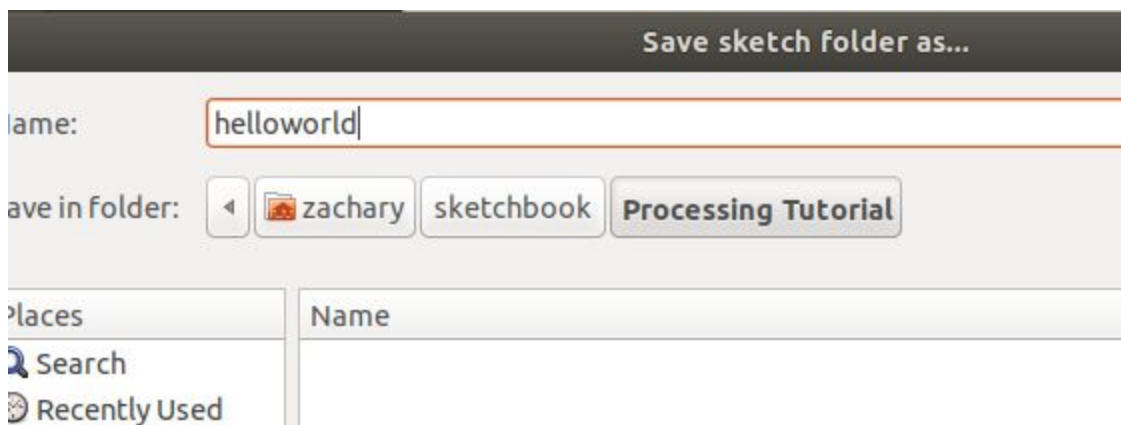 Save sketch folder as...
ame: helloworld
ave in folder: zachary sketchbook Processing Tutorial
Places Name
Search
Recently Used